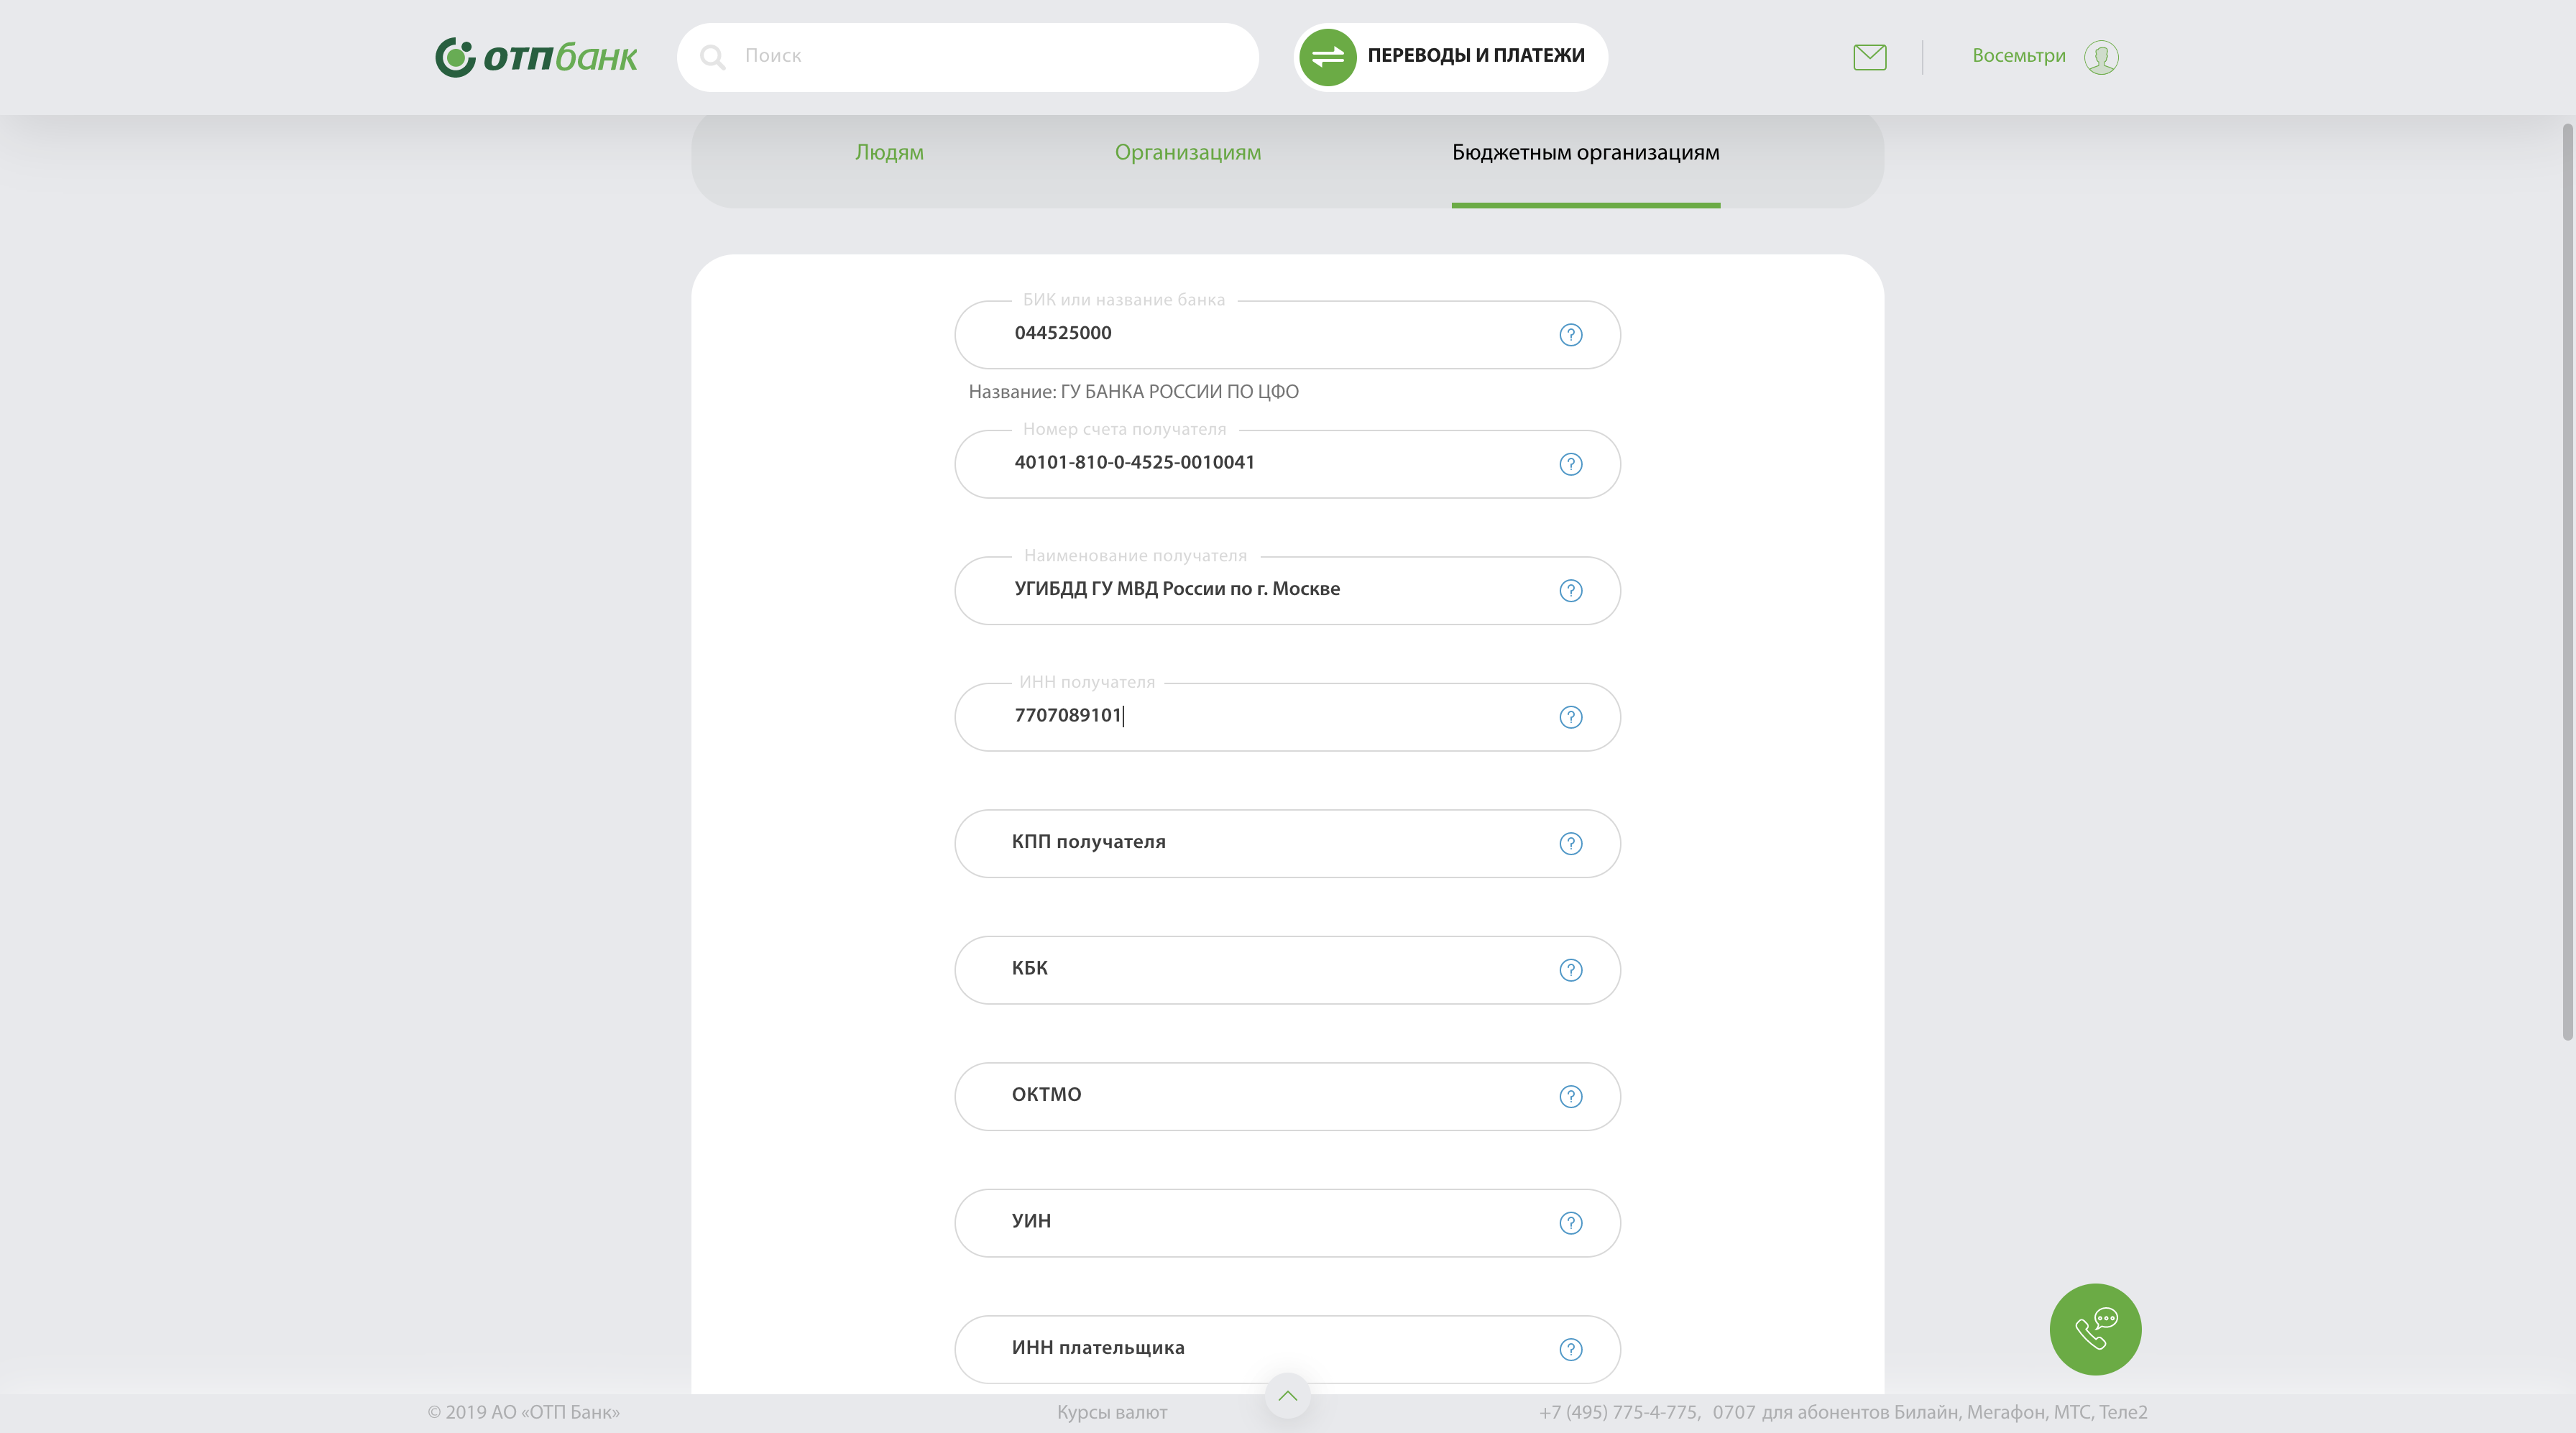 отпбанк
Поиск
ПЕРЕВОДЫ И ПЛАТЕЖИ
Восемьтри
Людям
Организациям
Бюджетным организациям
БИК или название банка
044525000
Название: ГУ БАНКА РОССИИ ПО ЦФО
Номер счета получателя
40101-810-0-4525-0010041
Наименование получателя
УГИБДД ГУ МВД России по г. Москве
ИНН получателя
7707089101
КПП получателя
КБК
ОКТМО
УИН
ИНН плательщика
© 2019 АО «ОТП Банк»
Курсы валют
+7 (495) 775-4-775, 0707 для абонентов Билайн, Мегафон, МТС, Теле2